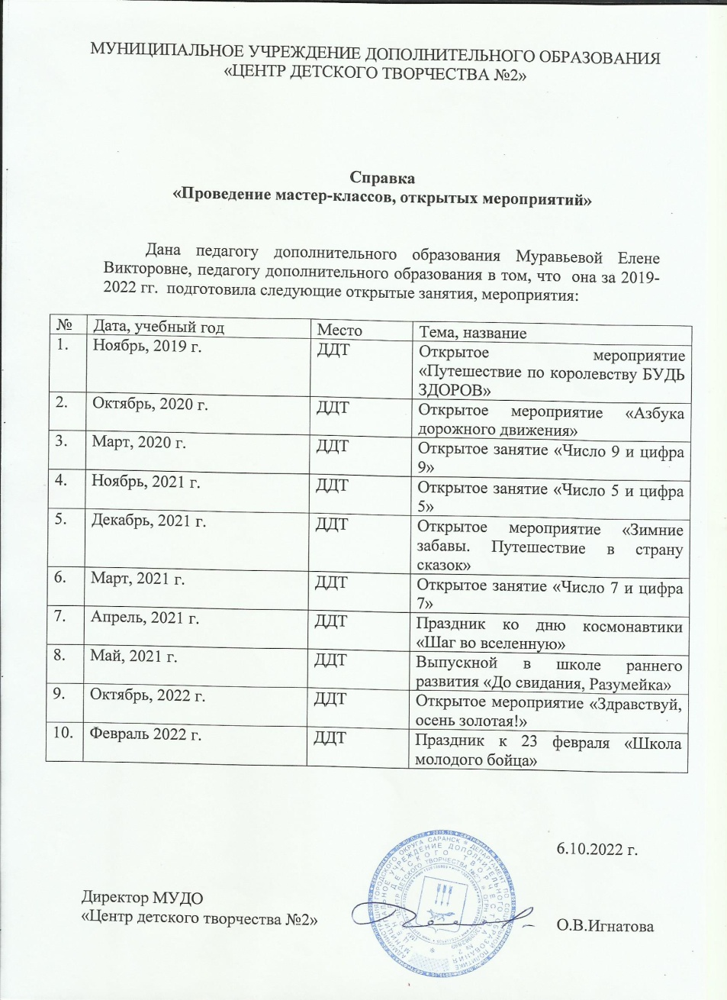 МУНИЦИПАЛЬНОЕ УЧРЕЖДЕНИЕ ДОПОЛНИТЕЛЬНОГО ОБРАЗОВАНИЯ
«ЦЕНТР ДЕТСКОГО ТВОРЧЕСТВА №2»
Справка
«Проведение мастер-классов, открытых мероприятий»
Дана педагогу дополнительного образования Муравьевой Елене
Викторовне, педагогу дополнительного образования в том, что она за 2019-
2022 гг. подготовила следующие открытые занятия, мероприятия:
№ Дата, учебный год Место Тема, название
1. Ноябрь, 2019 г. ДДТ Открытое мероприятие
«Путешествие по королевству БУДЬ
ЗДОРОВ»
2. Октябрь, 2020 г. ДДТ Открытое мероприятие «Азбука
дорожного движения»
3. Март, 2020 г. ДДТ Открытое занятие «Число 9 и цифра
9»
4. Ноябрь, 2021 г. ДДТ Открытое занятие «Число 5 и цифра
5»
5. Декабрь, 2021 г. ДДТ Открытое мероприятие «Зимние
забавы. Путешествие в страну
сказок»
6. Март, 2021 г. ДДТ Открытое занятие «Число 7 и цифра
7»
7. Апрель, 2021 г. ДДТ Праздник ко дню космонавтики
«Шаг во вселенную»
8. Май, 2021 г. ДДТ Выпускной в школе раннего
развития «До свидания, Разумейка»
9. Октябрь, 2022 г. ДДТ Открытое мероприятие «Здравствуй,
осень золотая!»
10. Февраль 2022 г. ДДТ Праздник к 23 февраля «Школа
молодого бойца»
6.10.2022 г.
Директор МУДО
«Центр детского творчества №2»
О.В.Игнатова